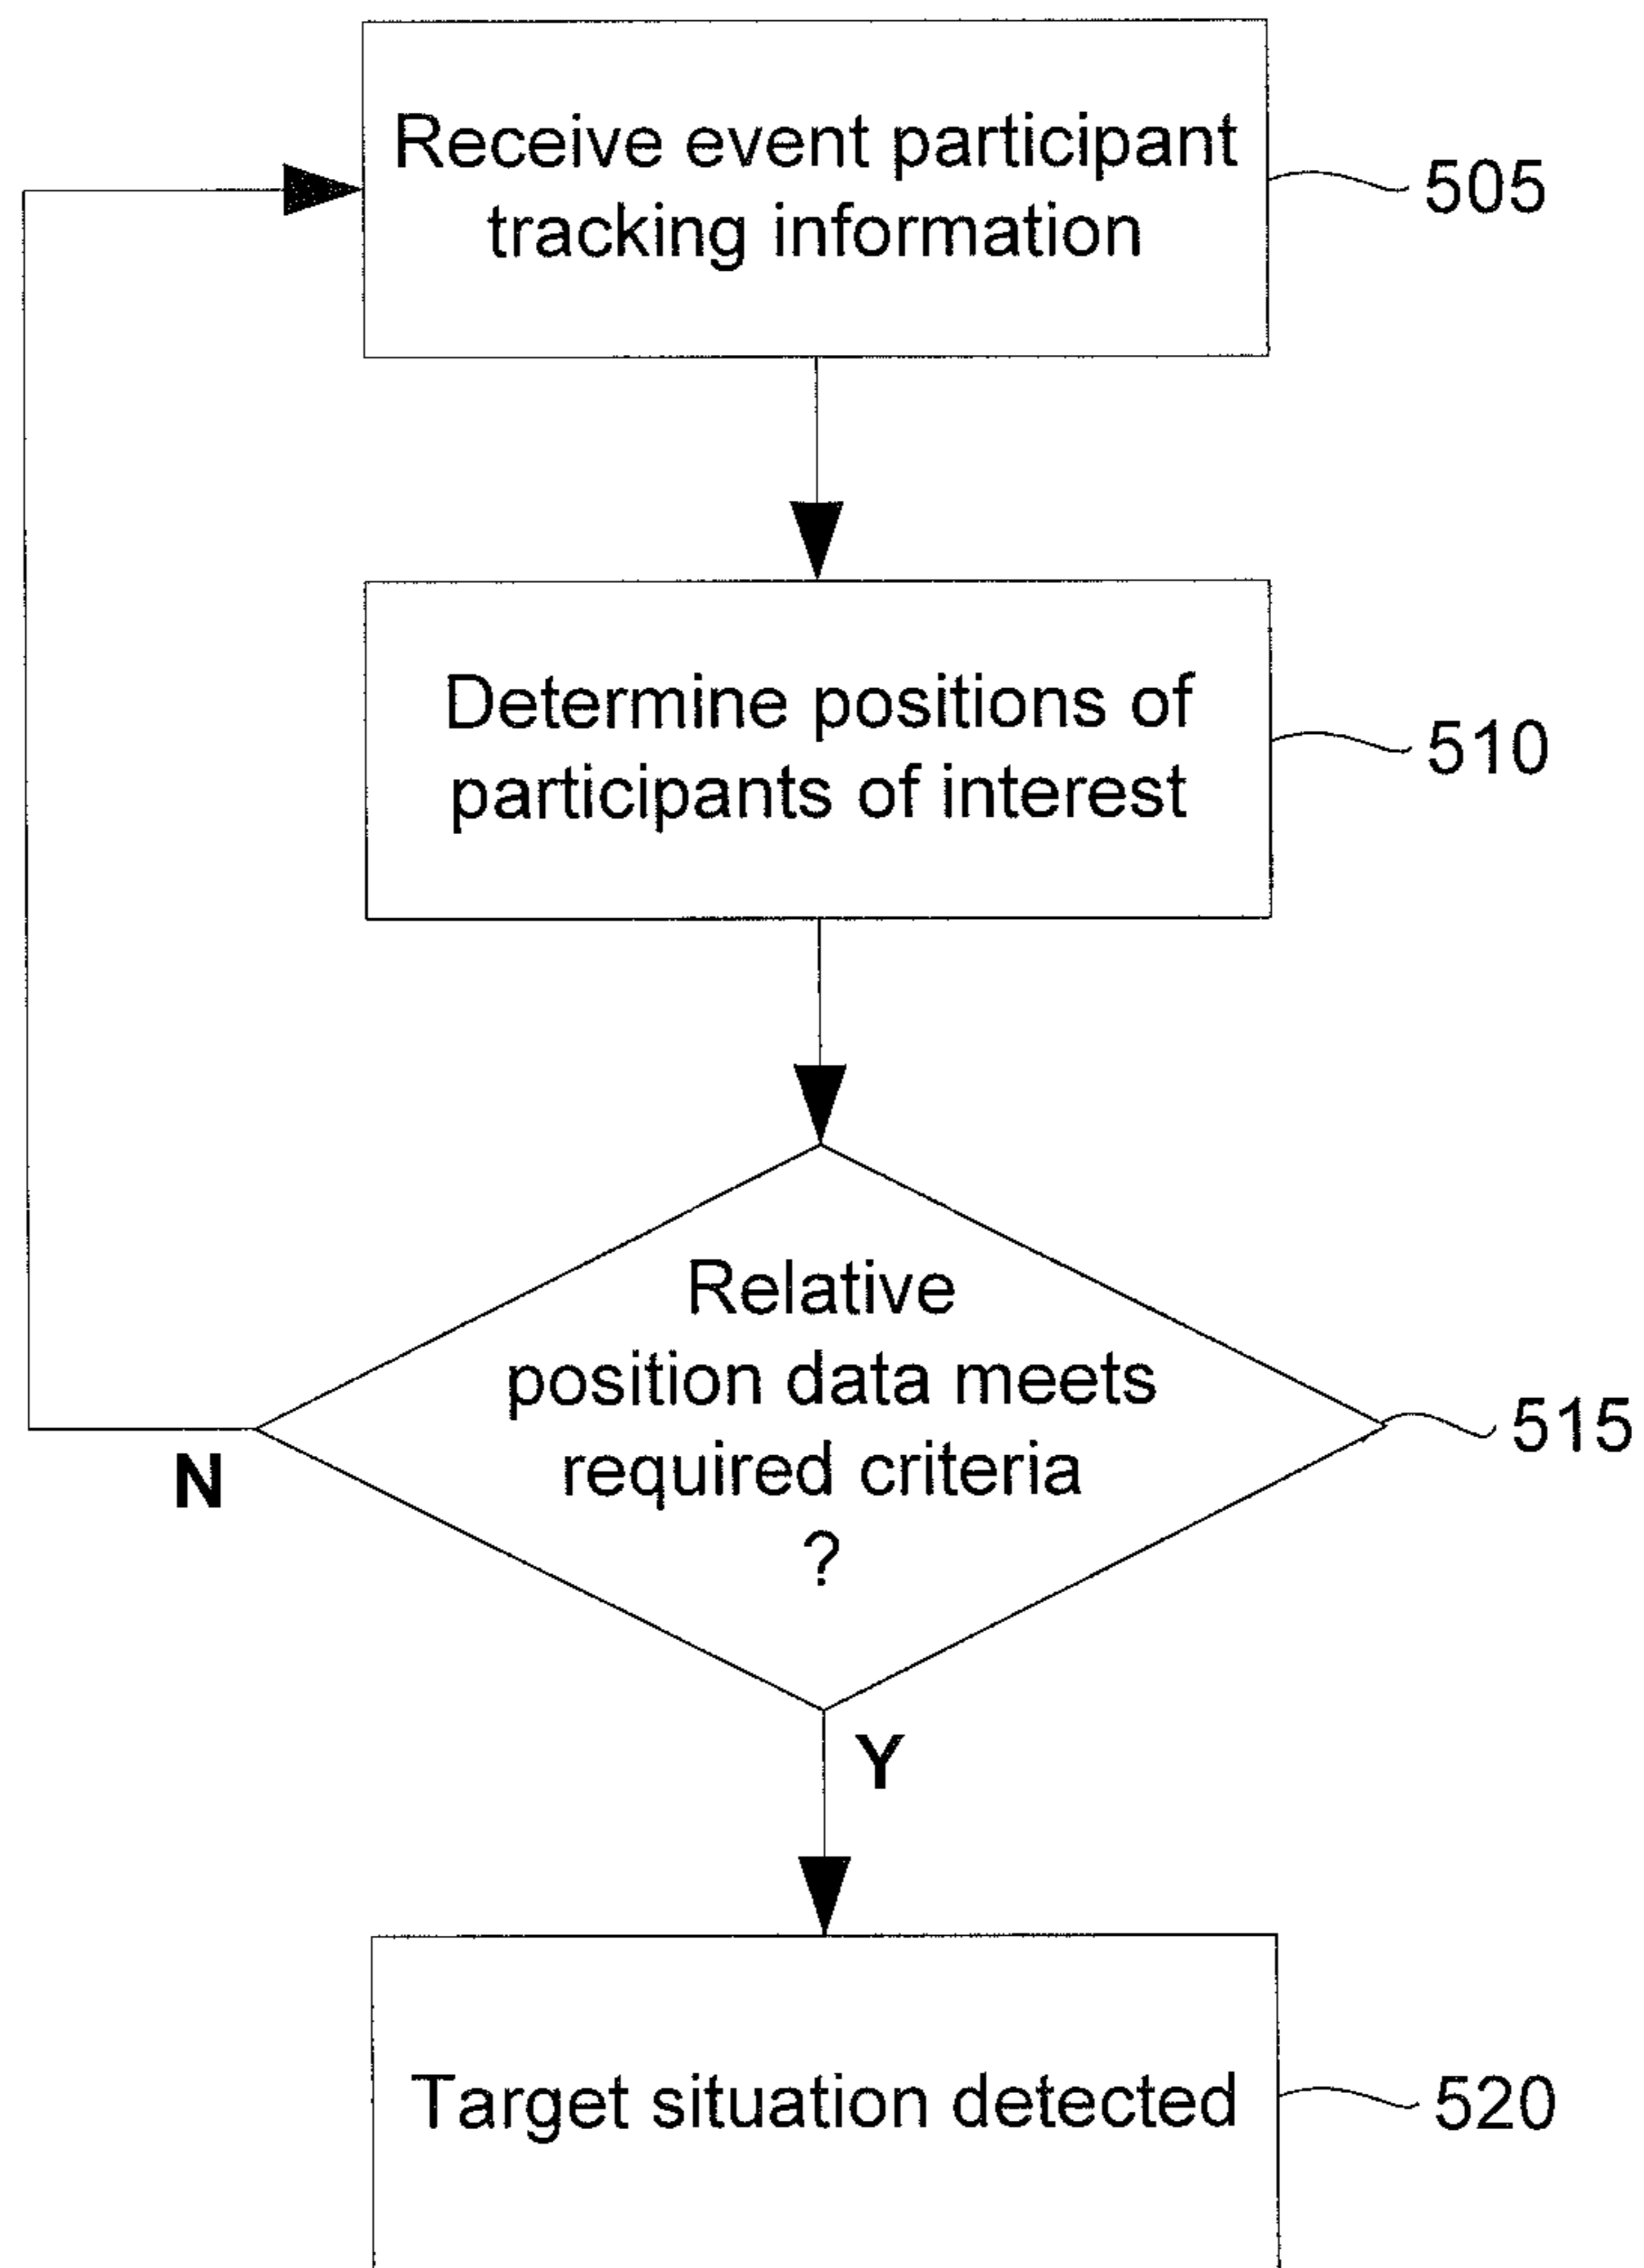 Receive event participant
tracking information
505
Determine positions of
participants of interest
510
Relative
position data meets
required criteria
?
515
N
Y
Target situation detected
520